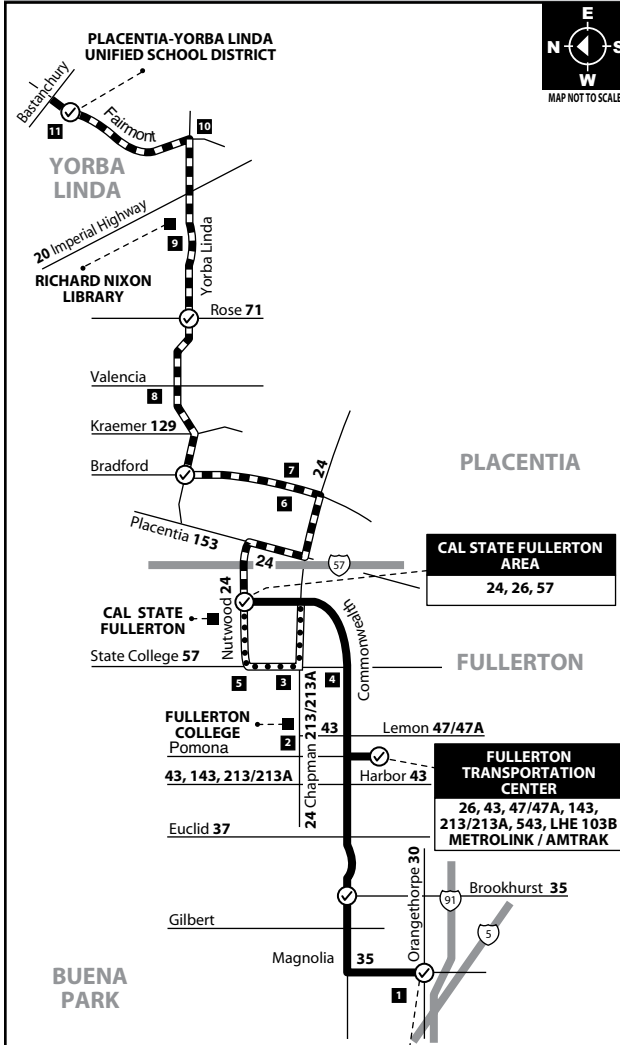 E
N
S
W
MAP NOT TO SCALE
PLACENTIA-YORBA LINDA
UNIFIED SCHOOL DISTRICT
Bastanchury
11
Fairmont
10
YORBA
LINDA
20 Imperial Highway
9
Yorba Linda
RICHARD NIXON
LIBRARY
Rose 71
Valencia
8
Kraemer 129
Bradford
7
6
24
PLACENTIA
Placentia 153
24
57
CAL STATE FULLERTON
AREA
24, 26, 57
Nutwood 24
CAL STATE
FULLERTON
Commonwealth
State College 57
FULLERTON
5
3
4
24 Chapman 213/213A
FULLERTON
COLLEGE
2
43
Lemon 47/47A
Pomona
43, 143, 213/213A
Harbor 43
FULLERTON
TRANSPORTATION
CENTER
26, 43, 47/47A, 143,
213/213A, 543, LHE 103B
METROLINK / AMTRAK
Euclid 37
Orangethorpe 30
Brookhurst 35
91
Gilbert
5
Magnolia
35
BUENA
PARK
1